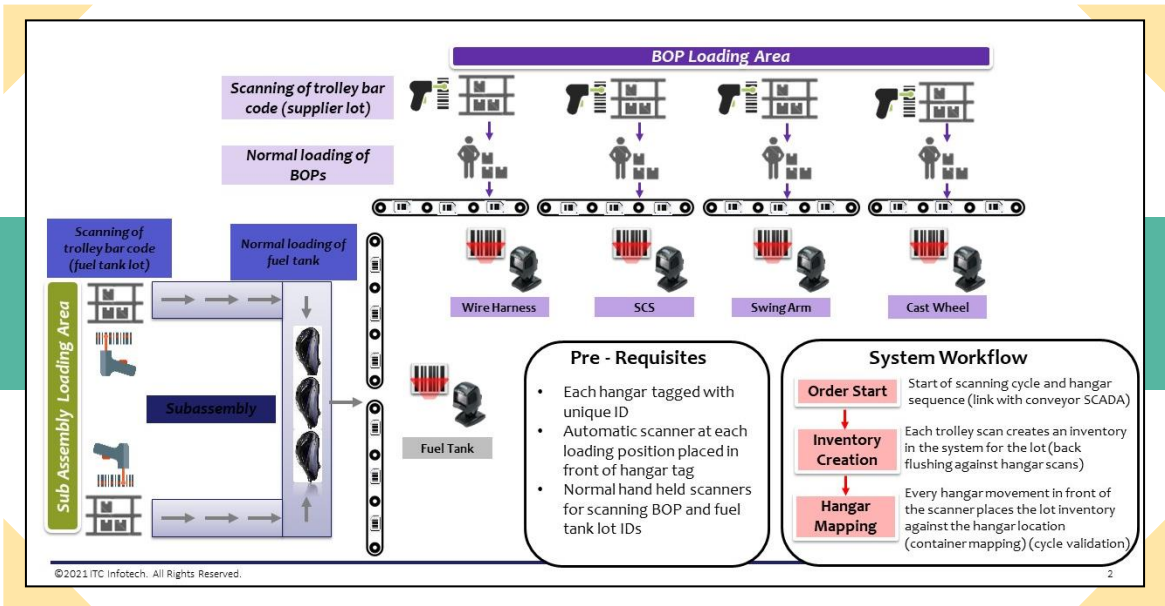 BOP Loading Area
Scanning of trolley bar
code (supplier lot)
Normal loading of
BOPs
Scanning of
trolley bar code
(fuel tank lot)
Normal loading of
fuel tank
Sub Assembly Loading Area
Subassembly
Wire Harness
SCS
Swing Arm
Cast Wheel
Fuel Tank
Pre - Requisites
• Each hangar tagged with
unique ID
• Automatic scanner at each
loading position placed in
front of hangar tag
• Normal hand held scanners
for scanning BOP and fuel
tank lot IDs
System Workflow
Order Start
Start of scanning cycle and hangar
sequence (link with conveyor SCADA)
Inventory
Creation
Each trolley scan creates an inventory
in the system for the lot (back
flushing against hangar scans)
Hangar
Mapping
Every hangar movement in front of
the scanner places the lot inventory
against the hangar location
(container mapping) (cycle validation)
©2021 ITC Infotech. All Rights Reserved.
2